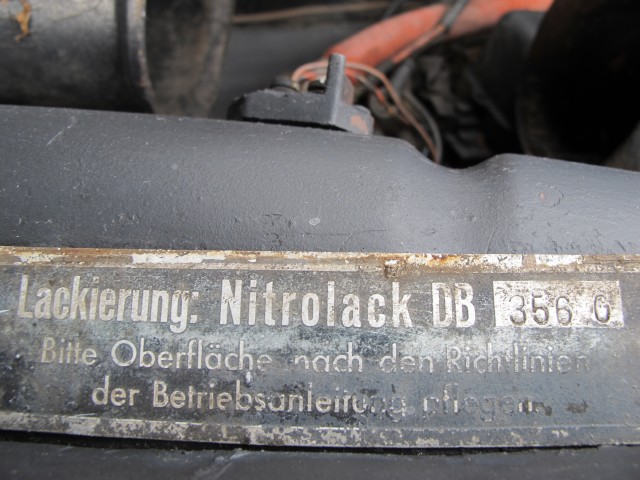 Lackierung: Nitrolack DB 356 G
Bitte Oberfläche nach den Richtlinien
der Betriebsanleitung pflegen.